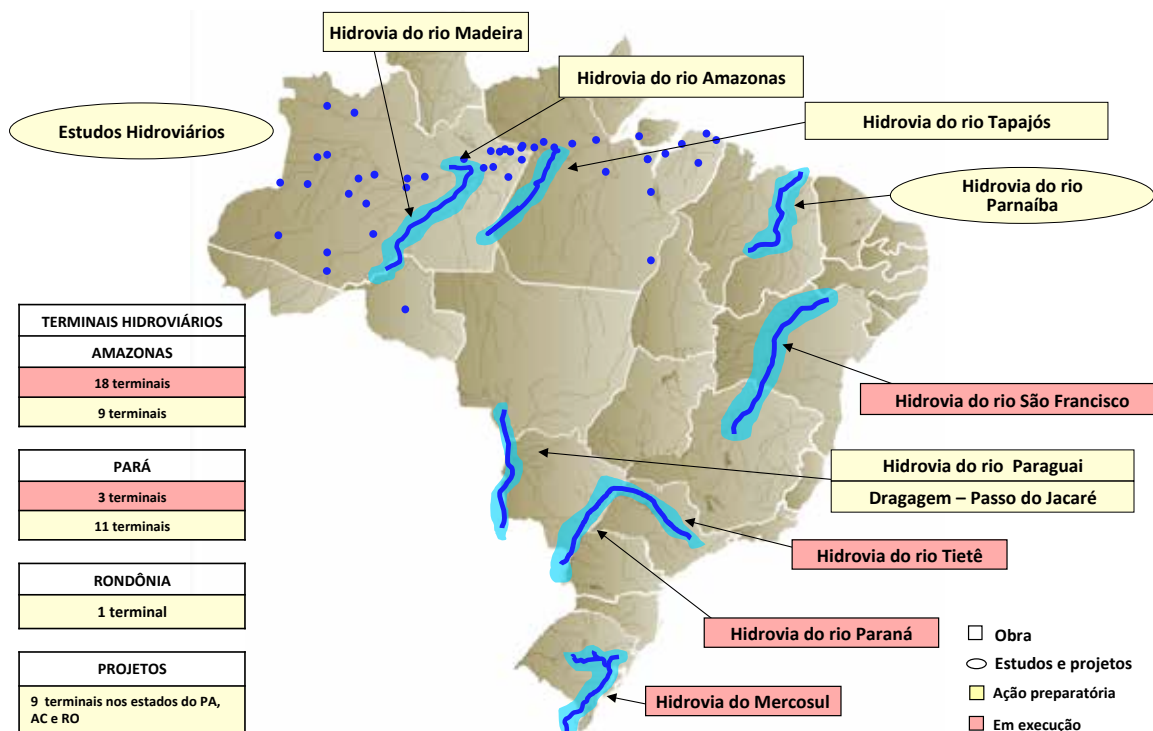 Hidrovia do rio Madeira
Hidrovia do rio Amazonas
Estudos Hidroviários
Hidrovia do rio Tapajós
Hidrovia do rio
Parnaíba
TERMINAIS HIDROVIÁRIOS
AMAZONAS
18 terminais
9 terminais
Hidrovia do rio São Francisco
PARÁ
3 terminais
11 terminais
Hidrovia do rio Paraguai
Dragagem – Passo do Jacaré
Hidrovia do rio Tietê
RONDÔNIA
1 terminal
Hidrovia do rio Paraná
PROJETOS
9 terminais nos estados do PA,
AC e RO
Hidrovia do Mercosul
Obra
Estudos e projetos
Ação preparatória
Em execução